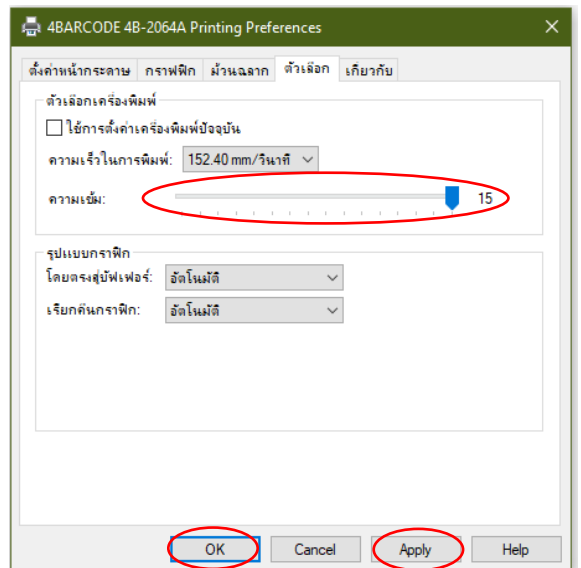 4BARCODE 4B-2064A Printing Preferences
ตั้งค่าหน้ากระดาษ กราฟฟิก ม้วนฉลาก ตัวเลือก เกี่ยวกับ
ตัวเลือกเครื่องพิมพ์
ใช้การตั้งค่าเครื่องพิมพ์ปัจจุบัน
ความเร็วในการพิมพ์: 152.40 mm/วินาที
ความเข้ม: 15
รูปแบบกราฟิก
โดยตรงสู่บัฟเฟอร์: อัตโนมัติ
เรียกคืนกราฟิก: อัตโนมัติ
OK Cancel Apply Help